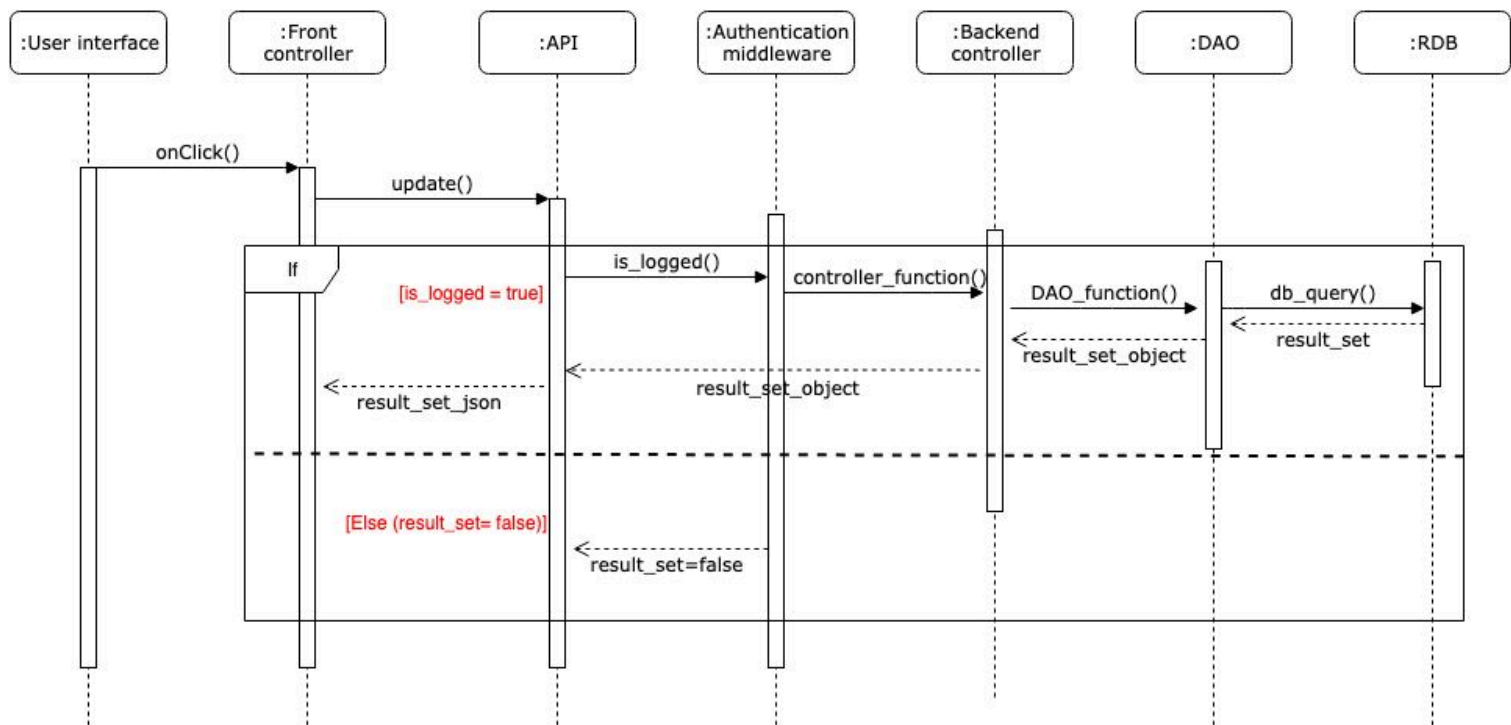 :User interface
:Front
controller
:API
:Authentication
middleware
:Backend
controller
:DAO
:RDB
onClick()
update()
If
is_logged()
[is_logged = true]
controller_function()
DAO_function()
db_query()
result_set
result_set_object
result_set_object
result_set_json
[Else (result_set= false)]
result_set=false